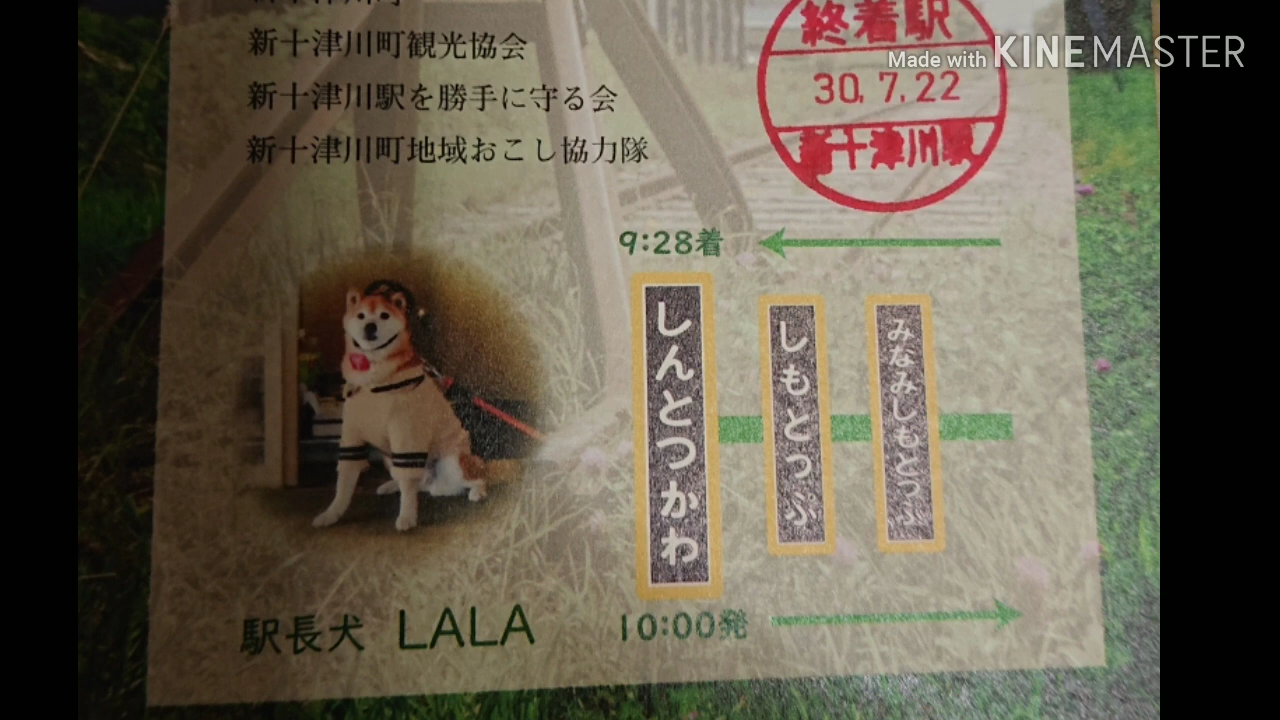 新十津川町観光協会
新十津川駅を勝手に守る会
新十津川町地域おこし協力隊
終着駅
30.7.22
新十津川駅
Made with KINEMASTER
9:28着
しんとつかわ
しもとっぷ
みなみしもとっぷ
駅長犬 LALA
10:00発